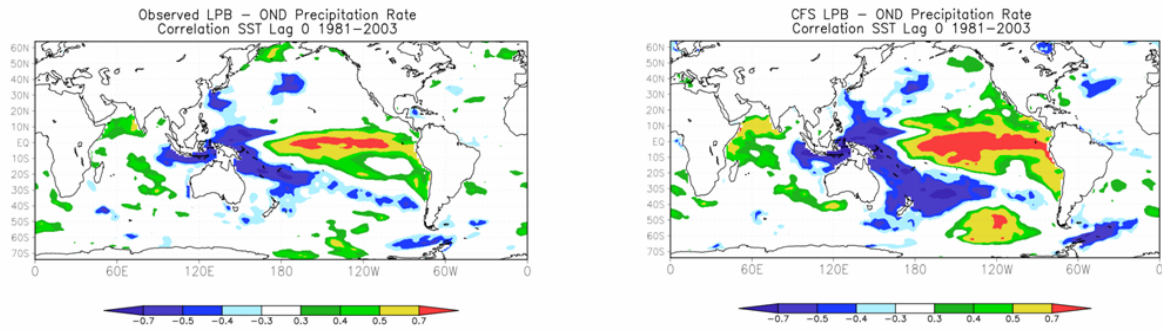 Observed LPB – OND Precipitation Rate
Correlation SST Lag 0 1981–2003
60N
50N
40N
30N
20N
10N
EQ
10S
20S
30S
40S
50S
60S
70S
0 60E 120E 180 120W 60W 0
−0.7 −0.5 −0.4 −0.3 0.3 0.4 0.5 0.7
CFS LPB – OND Precipitation Rate
Correlation SST Lag 0 1981–2003
60N
50N
40N
30N
20N
10N
EQ
10S
20S
30S
40S
50S
60S
70S
0 60E 120E 180 120W 60W 0
−0.7 −0.5 −0.4 −0.3 0.3 0.4 0.5 0.7